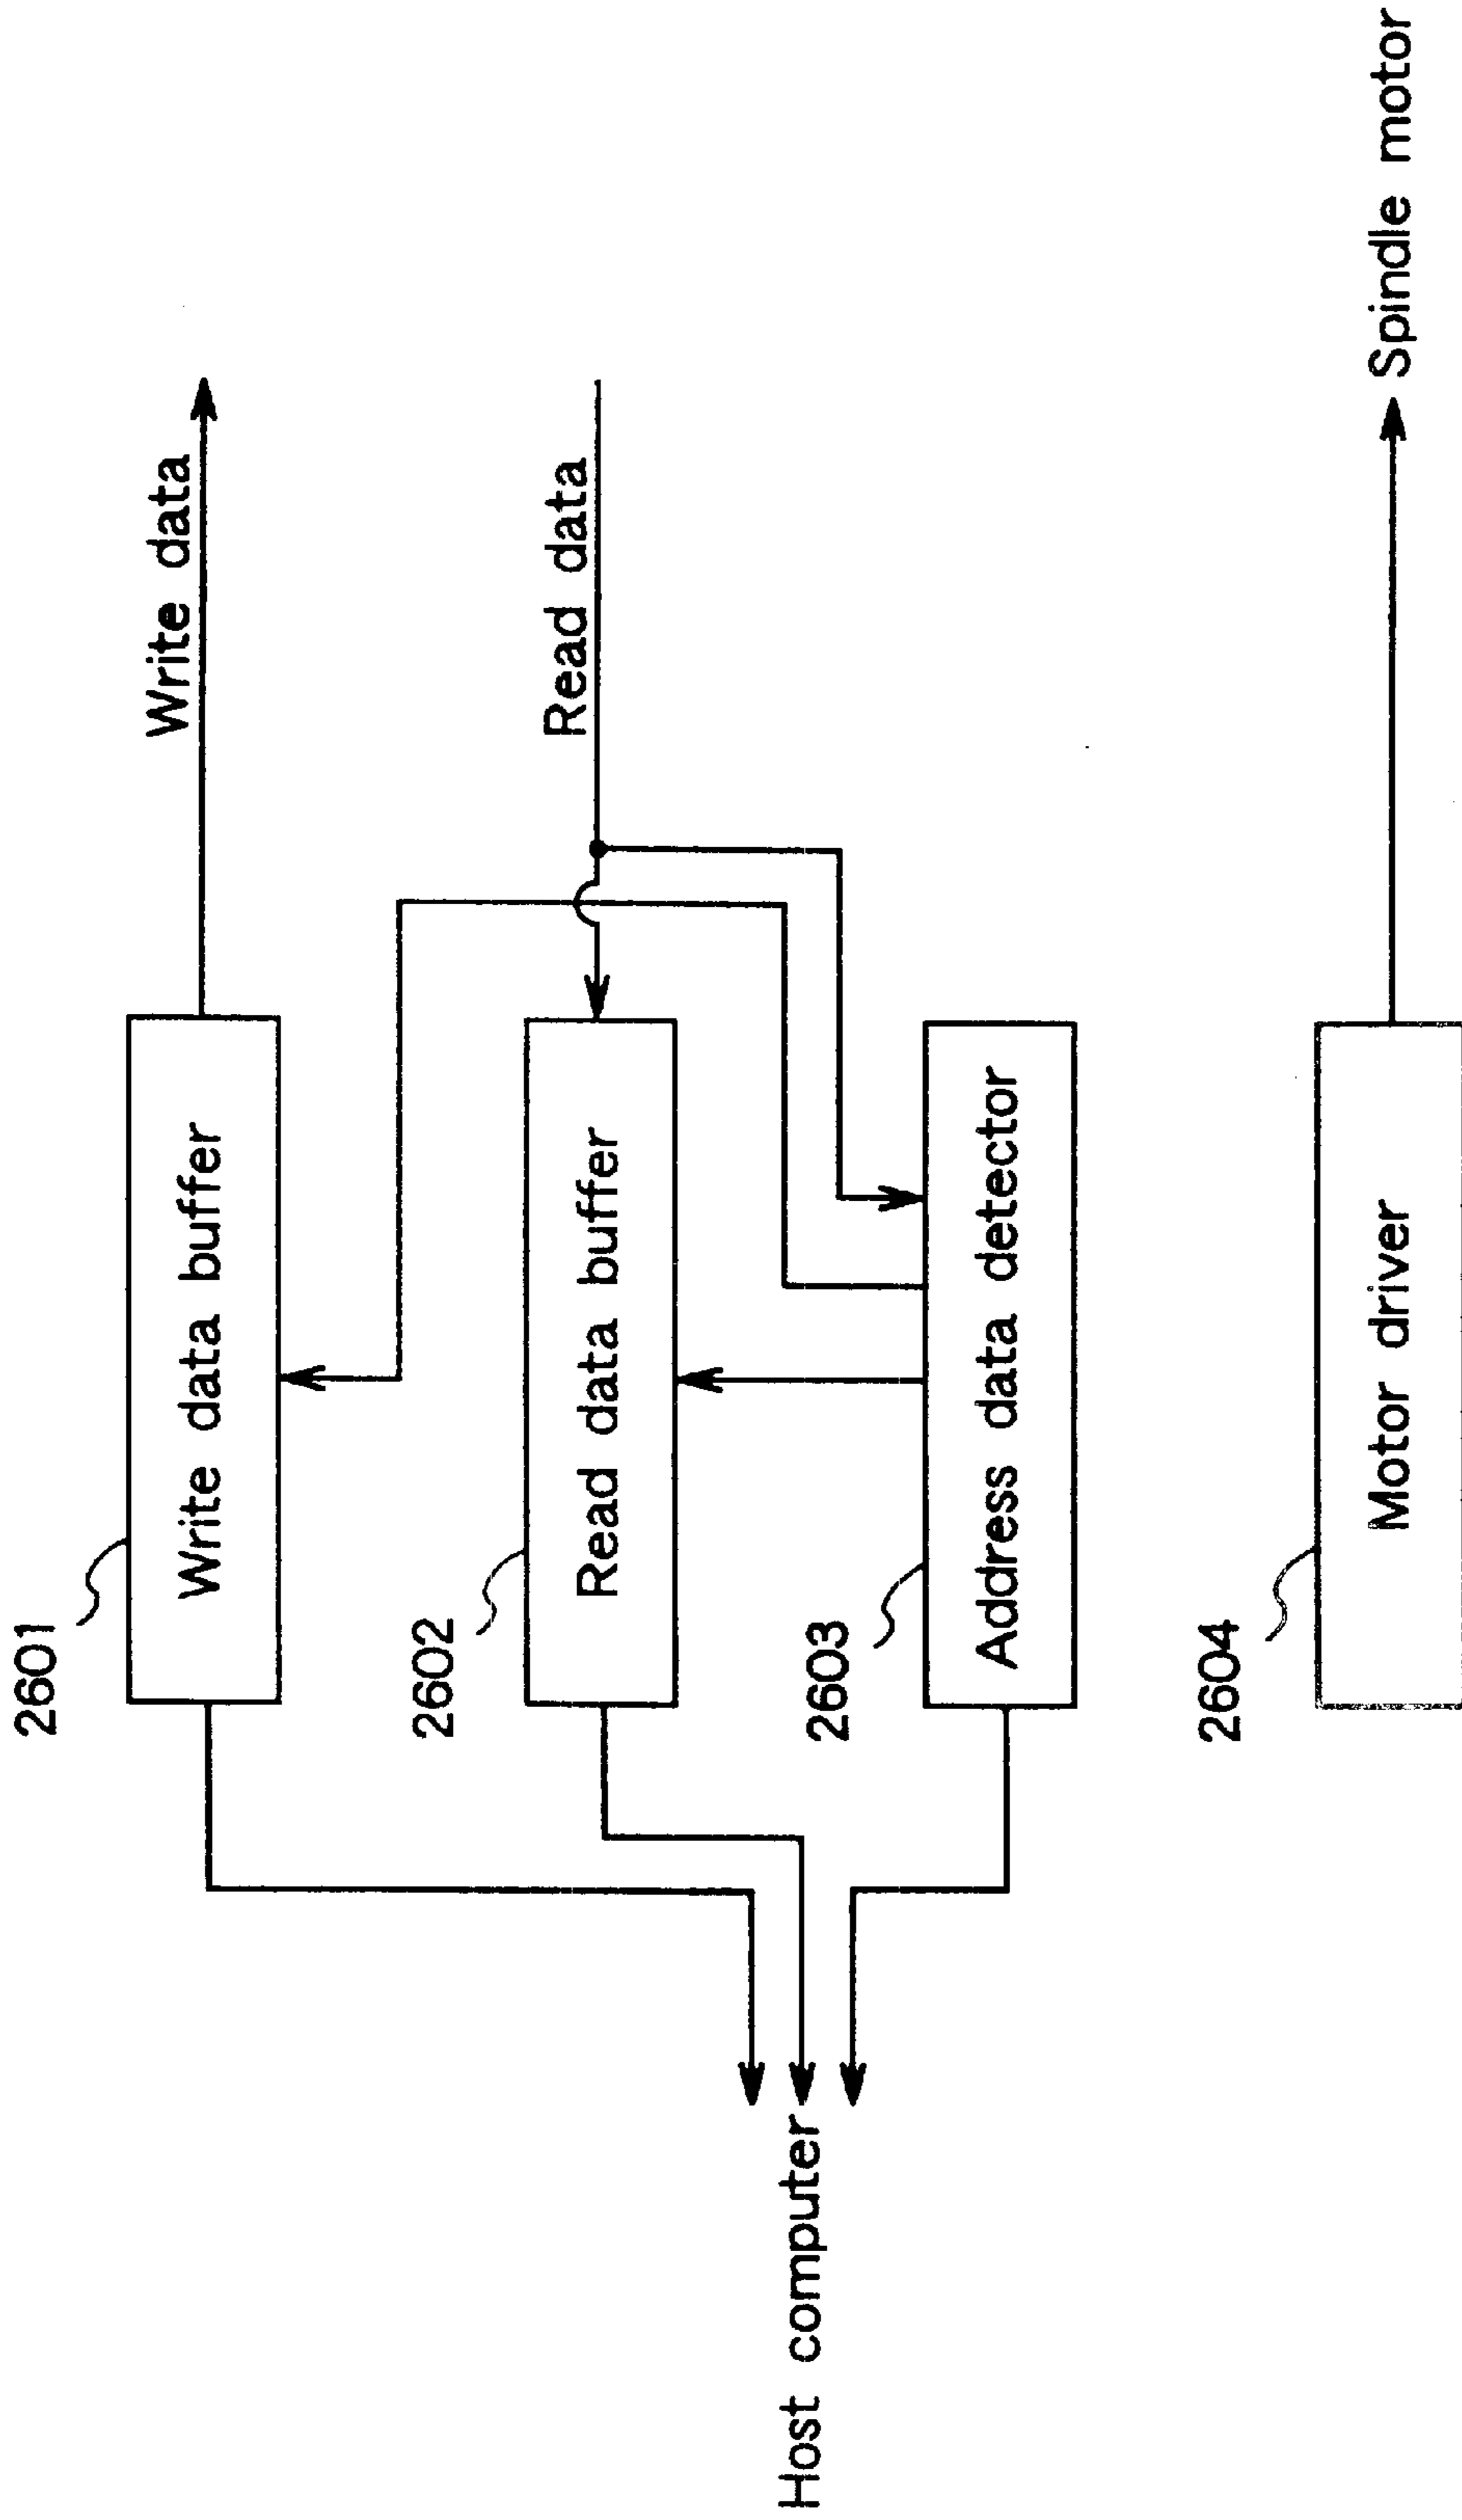 2601
Write data buffer
Write data
2602
Read data buffer
Read data
Host computer
2603
Address data detector
2604
Motor driver
Spindle motor